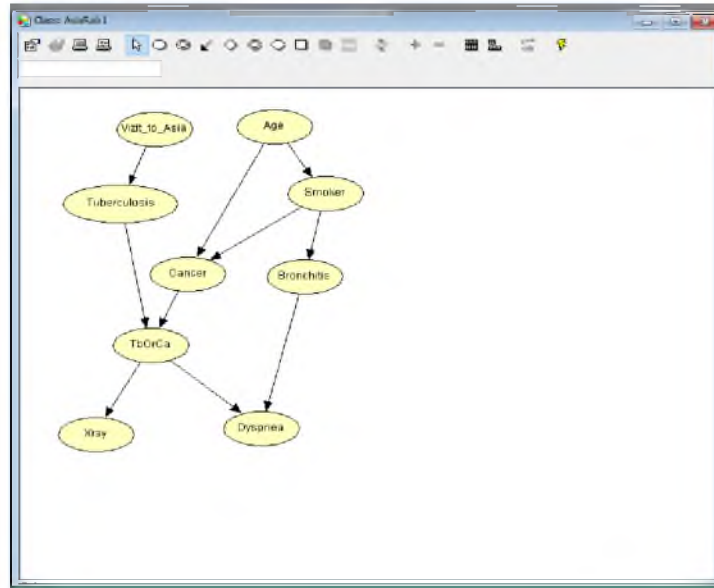 Class: AsiaRab1
Vizit_to_Asia
Age
Smoker
Tuberculosis
Cancer
Bronchitis
TbOrCa
Xray
Dyspnea